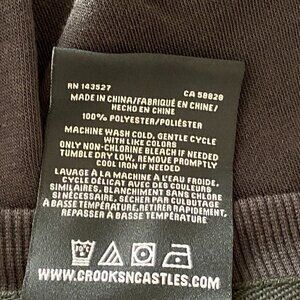 RN 143527 CA 58820
MADE IN CHINA/FABRIQUÉ EN CHINE/
HECHO EN CHINE
100% POLYESTER/POLIÉSTER
MACHINE WASH COLD, GENTLE CYCLE
WITH LIKE COLORS
ONLY NON-CHLORINE BLEACH IF NEEDED
TUMBLE DRY LOW, REMOVE PROMPTLY
COOL IRON IF NEEDED
LAVAGE À LA MACHINE À L'EAU FROIDE,
CYCLE DÉLICAT AVEC DES COULEURS
SIMILAIRES, BLANCHIMENT SANS CHLORE
SI NÉCESSAIRE, SÉCHER PAR CULBUTAGE
À BASSE TEMPÉRATURE, RETIRER RAPIDEMENT,
REPASSER À BASSE TEMPÉRATURE
WWW.CROOKSNCASTLES.COM